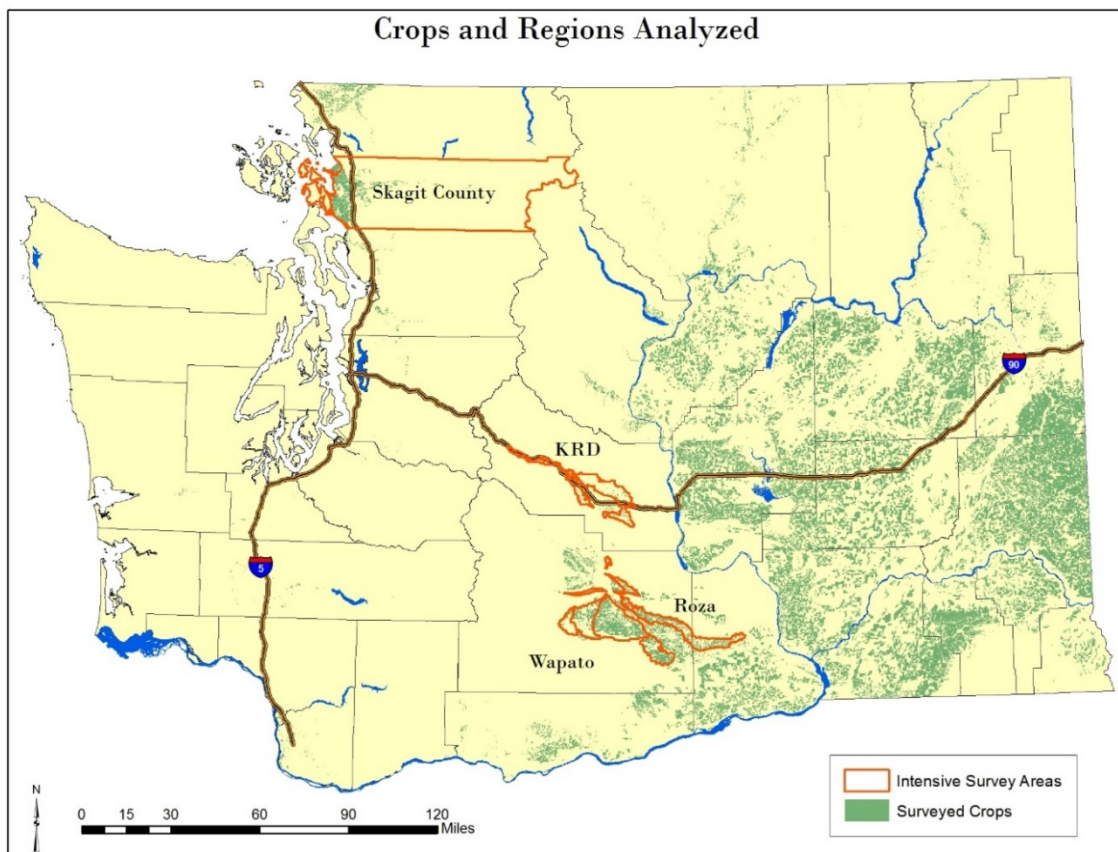 Crops and Regions Analyzed
Skagit County
90
KRD
5
Roza
Wapato
N
0 15 30 60 90 120
Miles
Intensive Survey Areas
Surveyed Crops